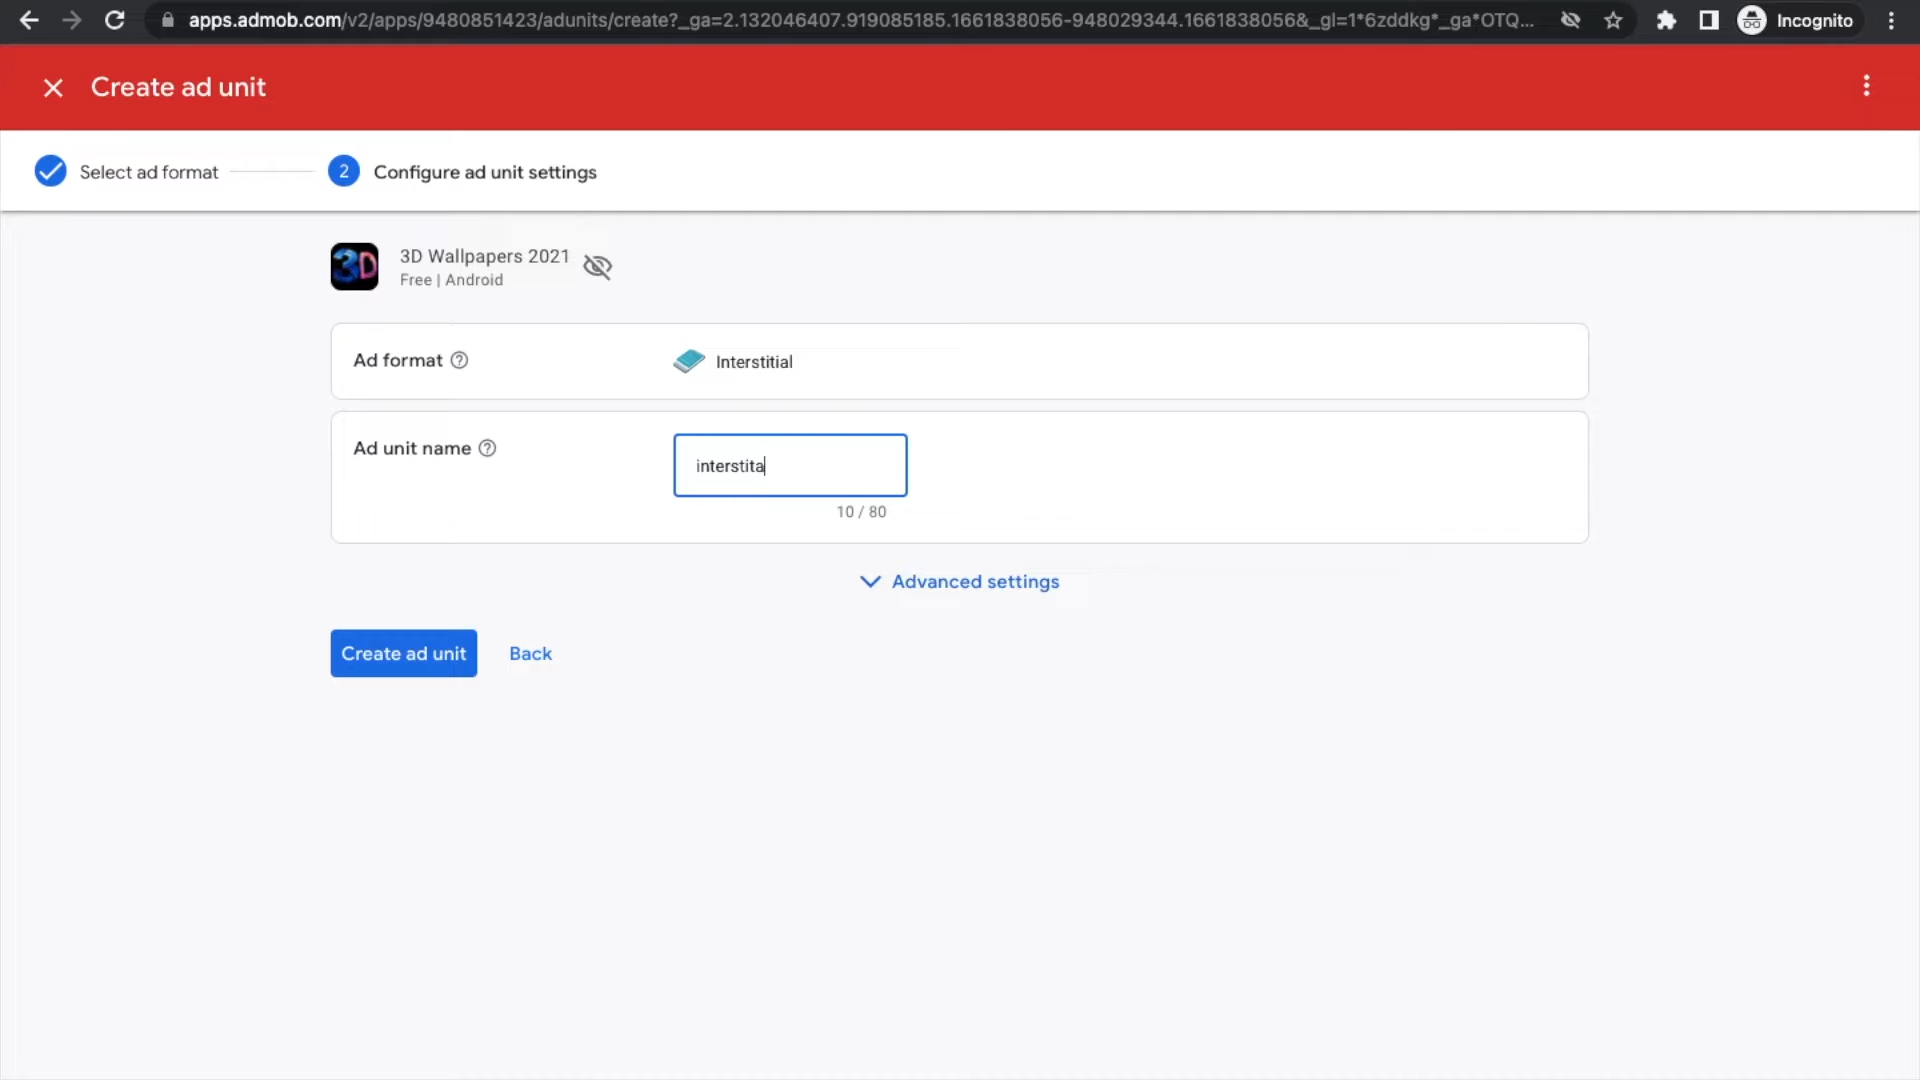 apps.admob.com/v2/apps/9480851423/adunits/create?_ga=2.132046407.919085185.1661838056-948029344.1661838056&_gl=1*6zddkg*_ga*OTQ... Incognito
Create ad unit
Select ad format 2 Configure ad unit settings
3D 3D Wallpapers 2021
Free | Android
Ad format Interstitial
Ad unit name interstita
10 / 80
Advanced settings
Create ad unit Back